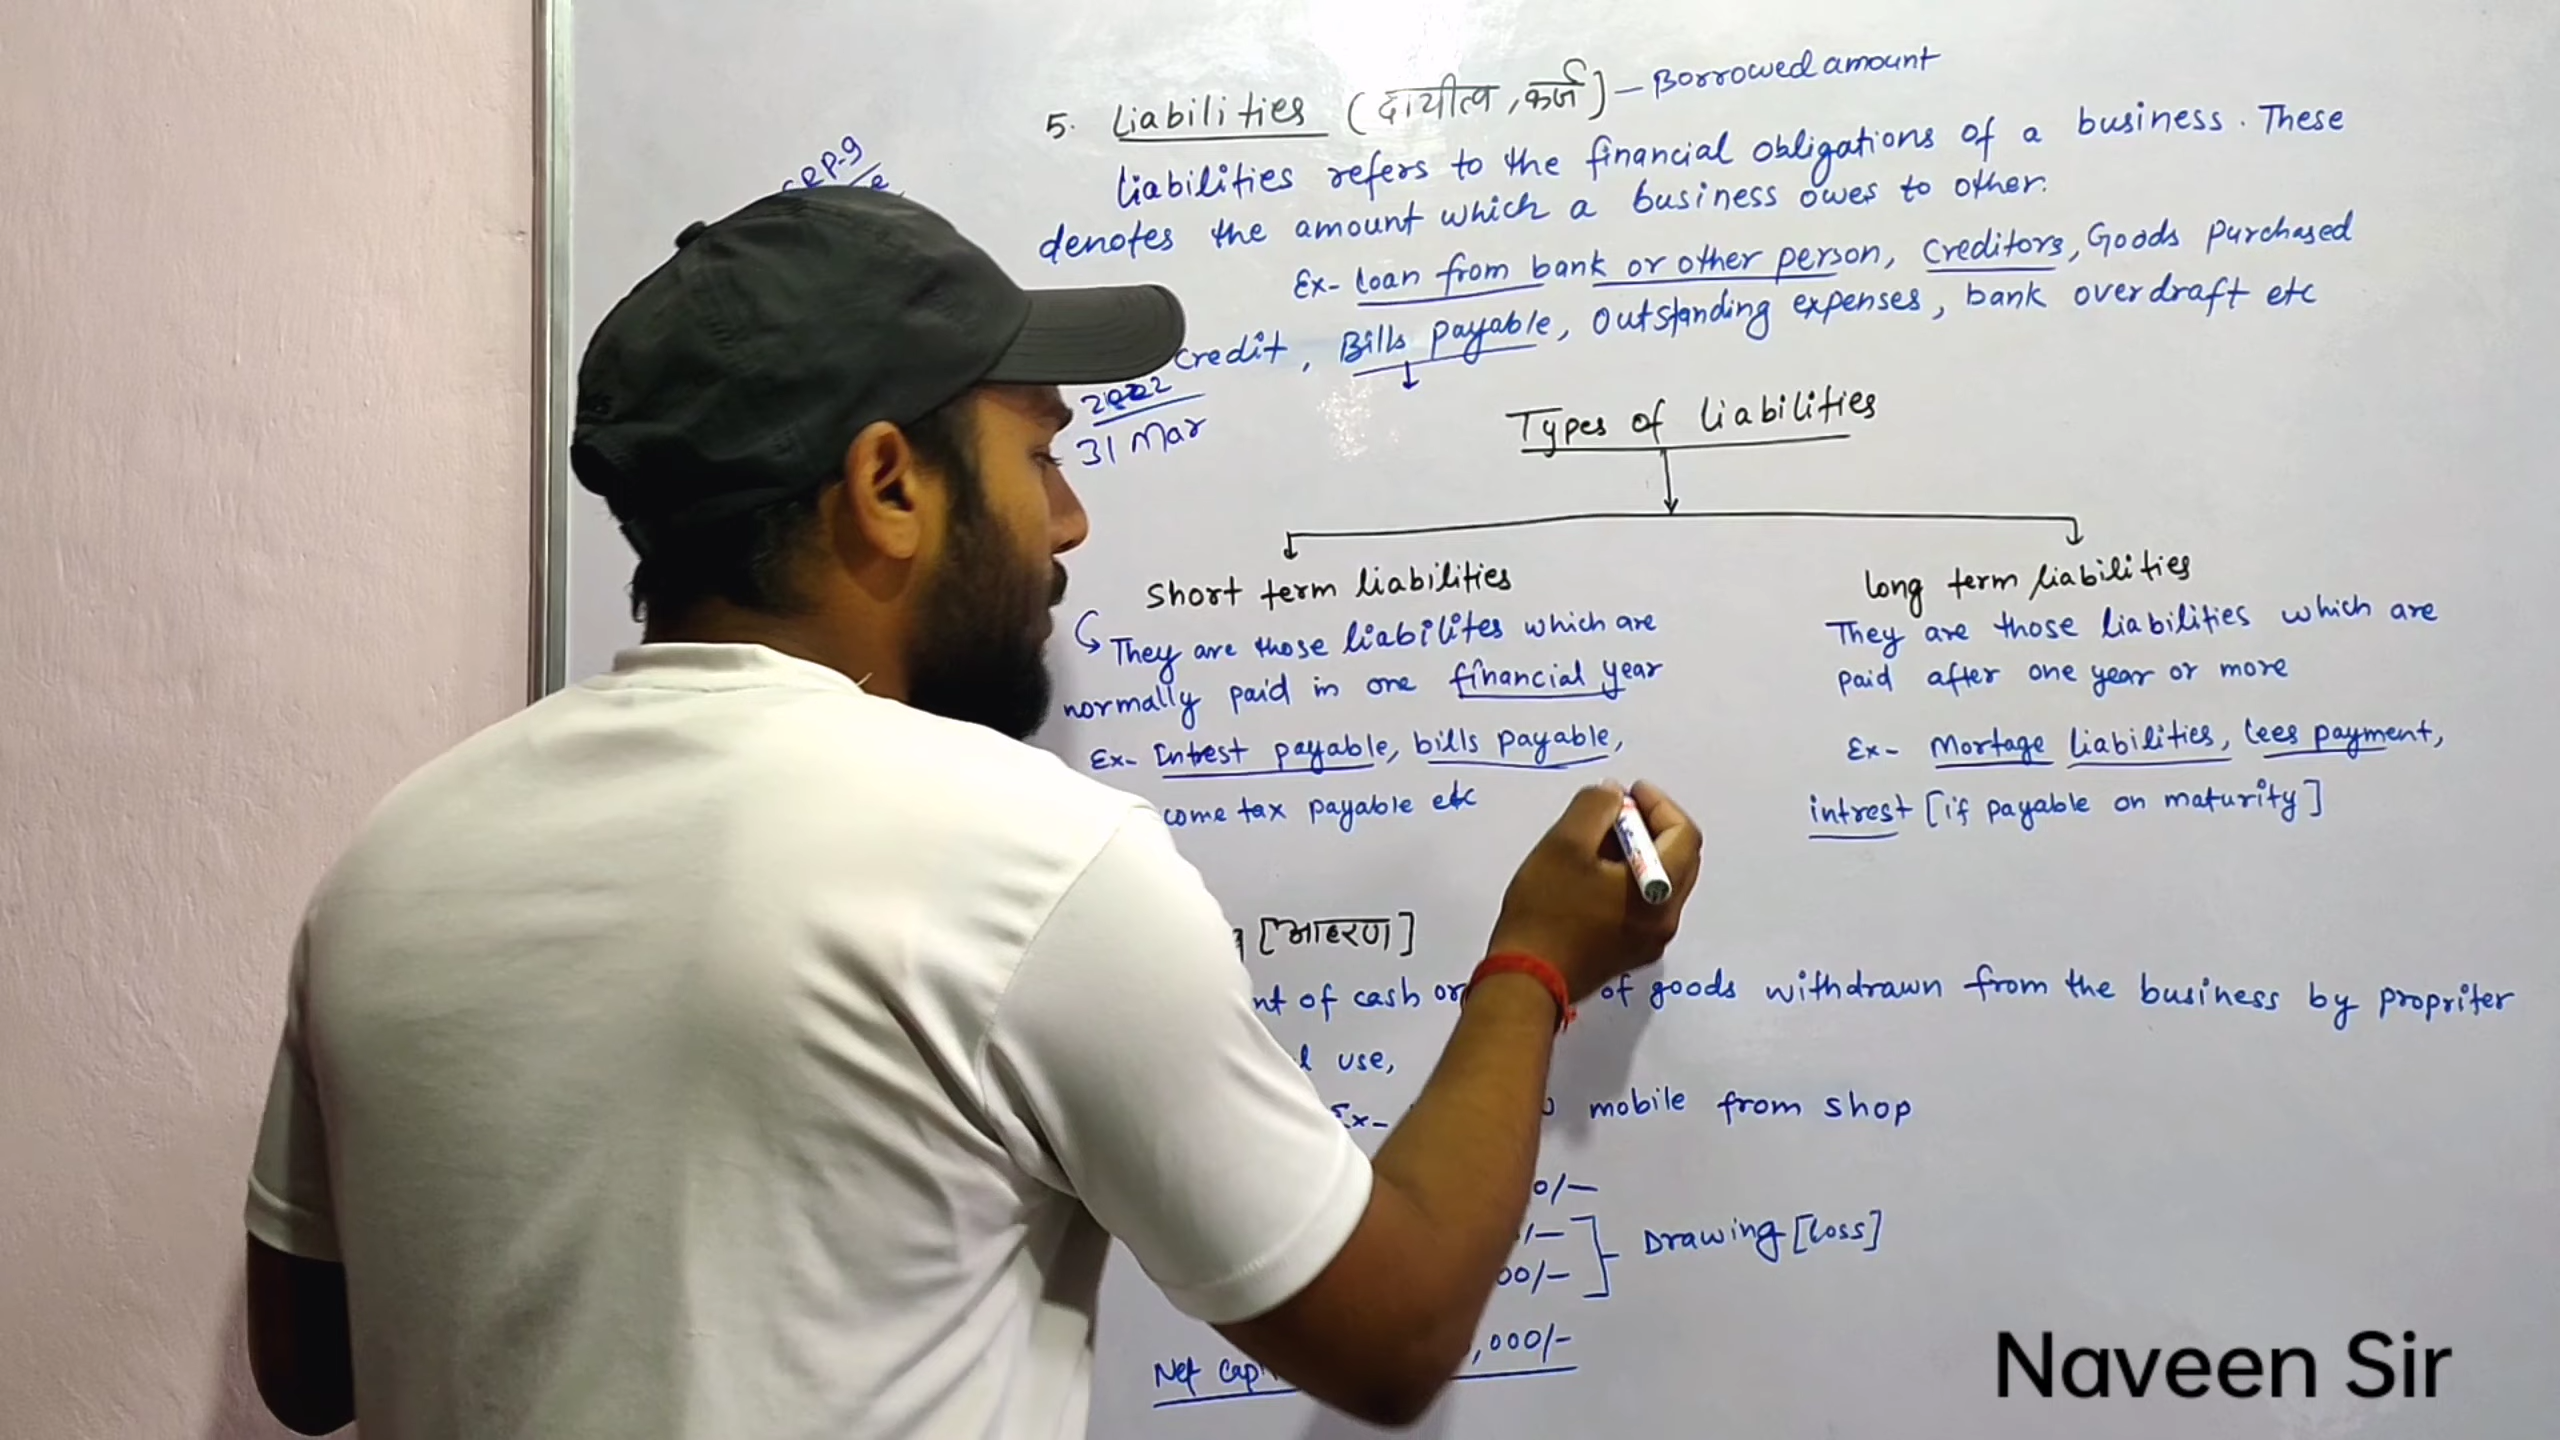 5. Liabilities (दायीत्व, कर्ज) - Borrowed amount
Liabilities refers to the financial obligations of a business. These
denotes the amount which a business owes to other.
Ex- Loan from bank or other person, Creditors, Goods purchased
Credit, Bills payable, Outstanding expenses, bank overdraft etc
2022
31 Mar
Types of Liabilities
Short term liabilities
They are those liabilites which are
normally paid in one financial year
Ex- Intrest payable, bills payable,
come tax payable etc
Long term liabilities
They are those liabilities which are
paid after one year or more
Ex- Mortage liabilities, Lees payment,
intrest [if payable on maturity]
[आहरण]
nt of cash or of goods withdrawn from the business by propriter
use,
Ex- mobile from shop
0/-
/-
00/-
Drawing [Loss]
Net Cap ,000/-
Naveen Sir